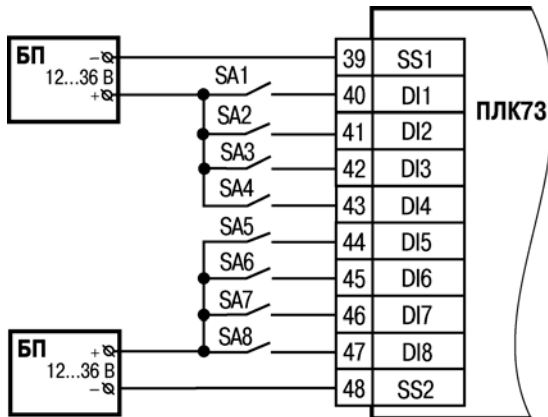 БП
12...36 В
–
+
SA1
SA2
SA3
SA4
SA5
SA6
SA7
SA8
39 SS1
40 DI1
41 DI2
42 DI3
43 DI4
44 DI5
45 DI6
46 DI7
47 DI8
48 SS2
ПЛК73
БП
12...36 В
+
–